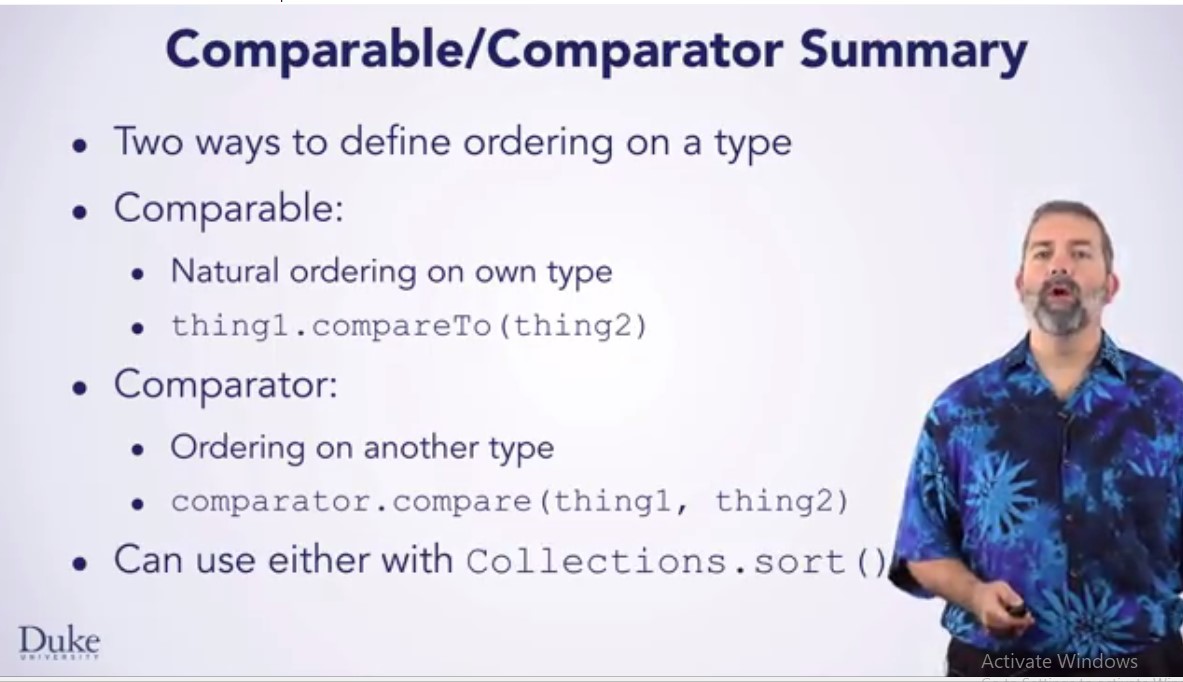 Comparable/Comparator Summary
• Two ways to define ordering on a type
• Comparable:
• Natural ordering on own type
• thing1.compareTo(thing2)
• Comparator:
• Ordering on another type
• comparator.compare(thing1, thing2)
• Can use either with Collections.sort()
Duke
UNIVERSITY
Activate Windows